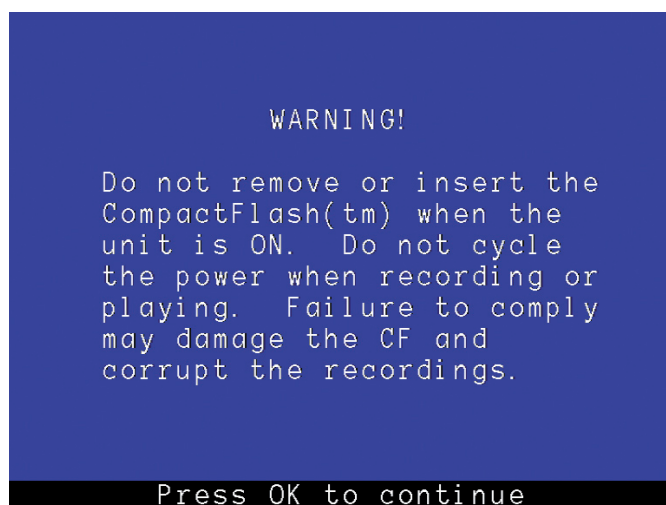 WARNING!
Do not remove or insert the
CompactFlash(tm) when the
unit is ON.  Do not cycle
the power when recording or
playing.  Failure to comply
may damage the CF and
corrupt the recordings.
Press OK to continue